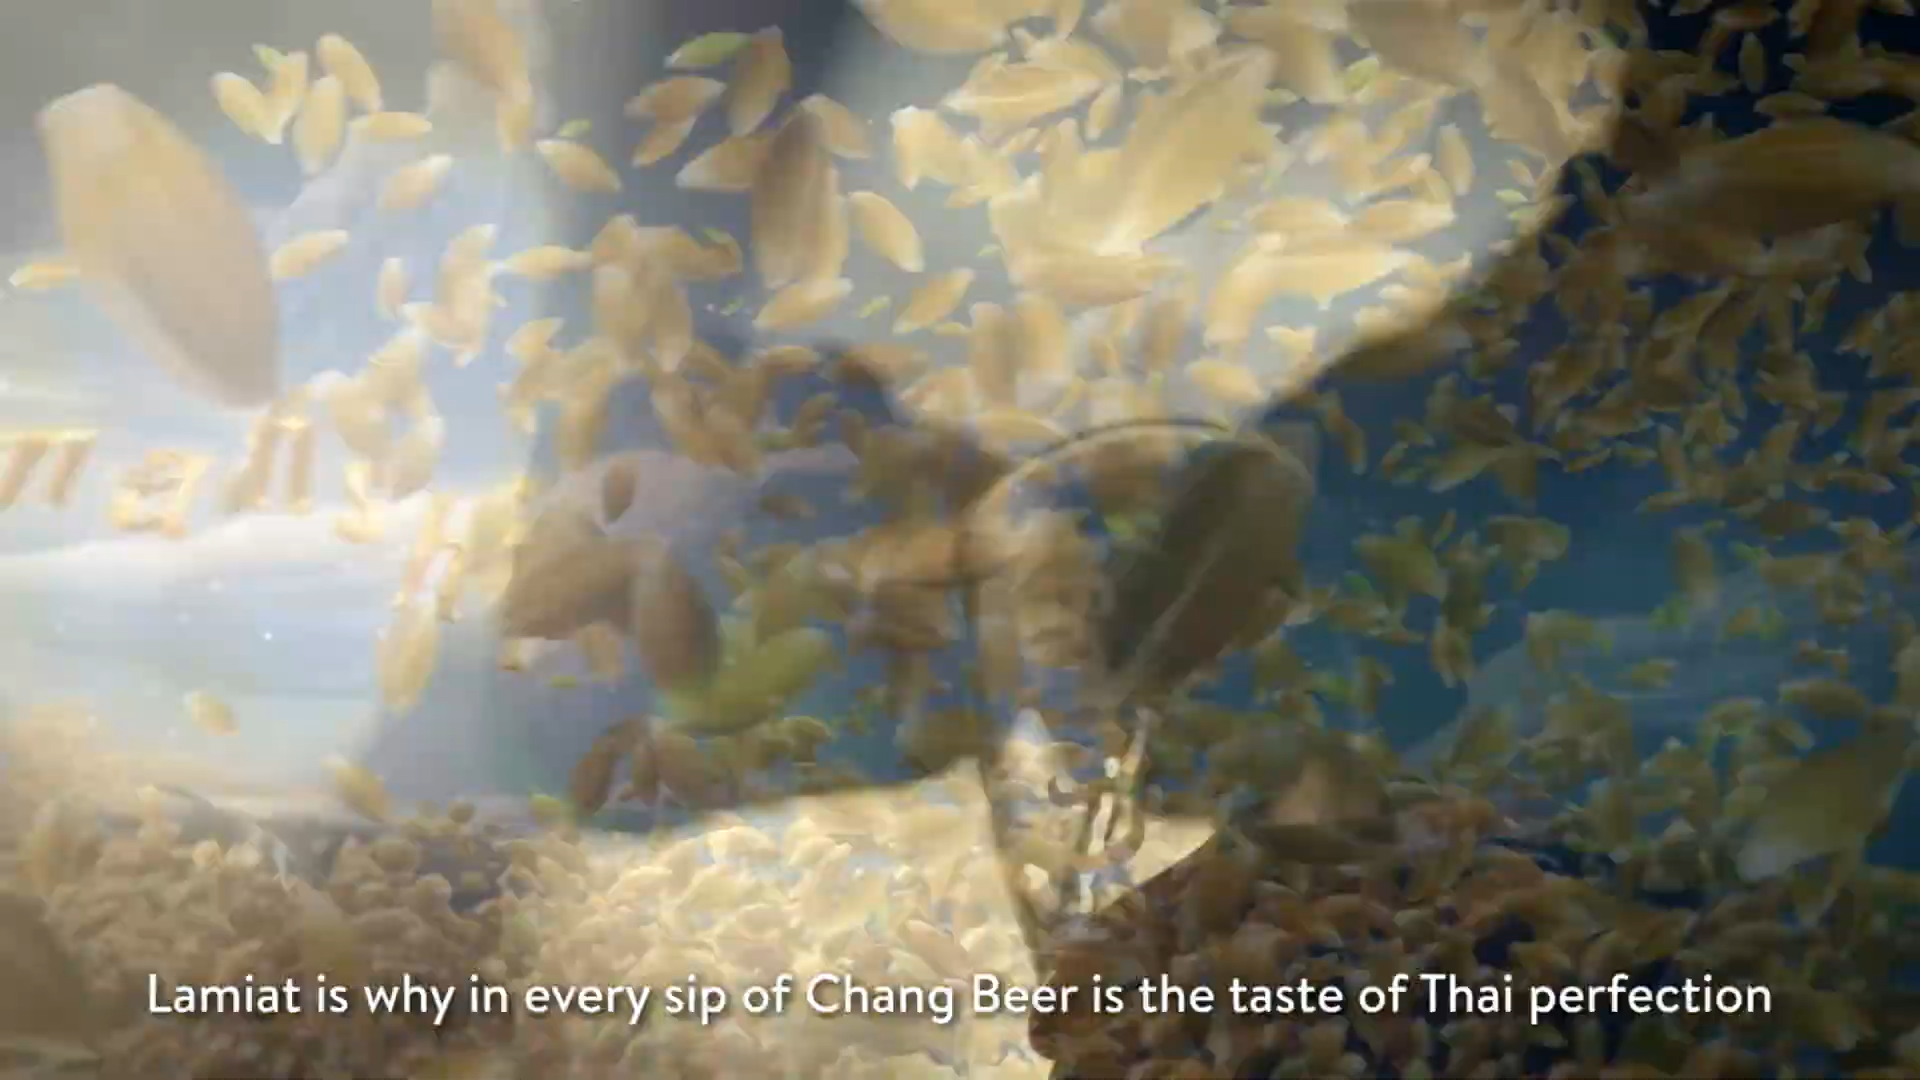 Lamiat is why in every sip of Chang Beer is the taste of Thai perfection